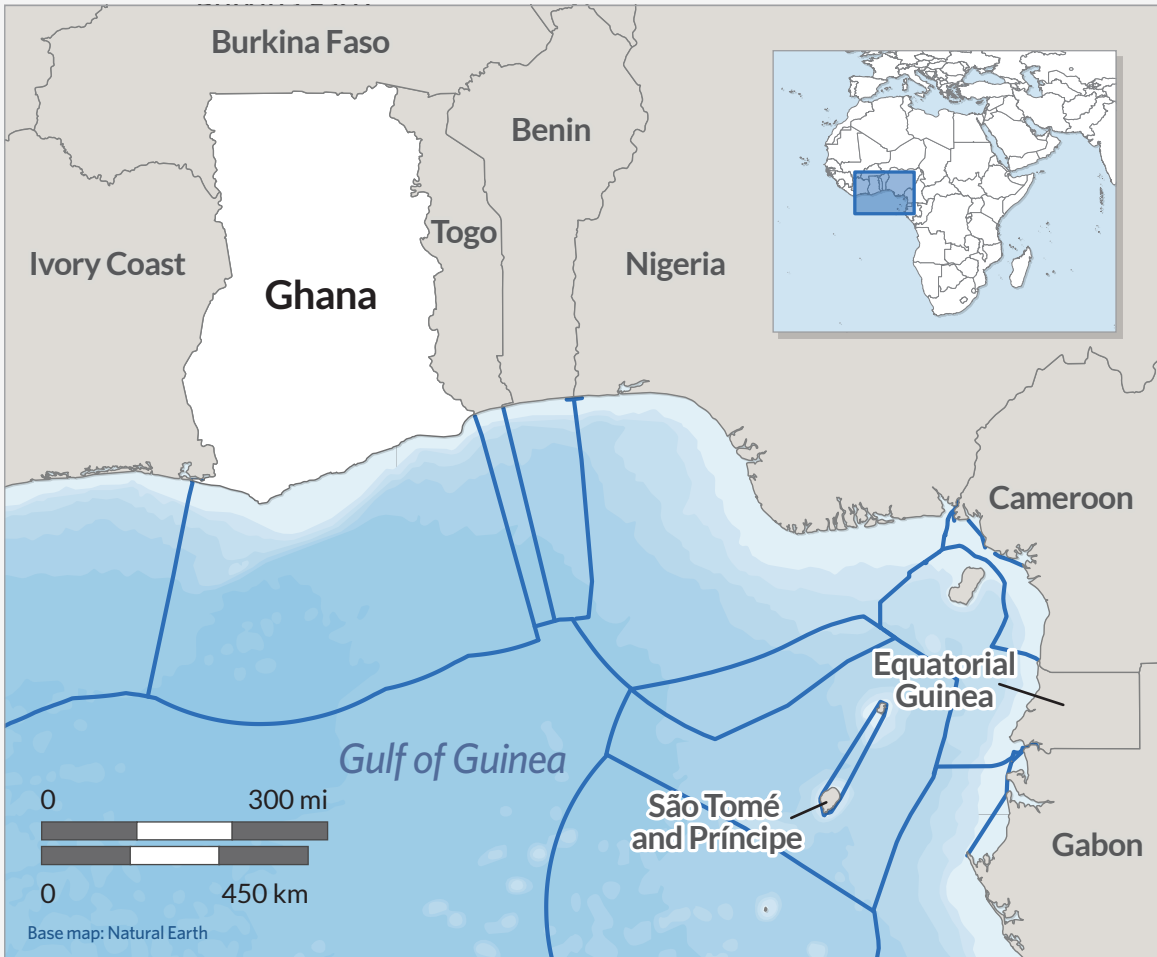 Burkina Faso
Benin
Togo
Ivory Coast
Nigeria
Ghana
Cameroon
Equatorial
Guinea
Gulf of Guinea
São Tomé
and Príncipe
Gabon
0
300 mi
0
450 km
Base map: Natural Earth